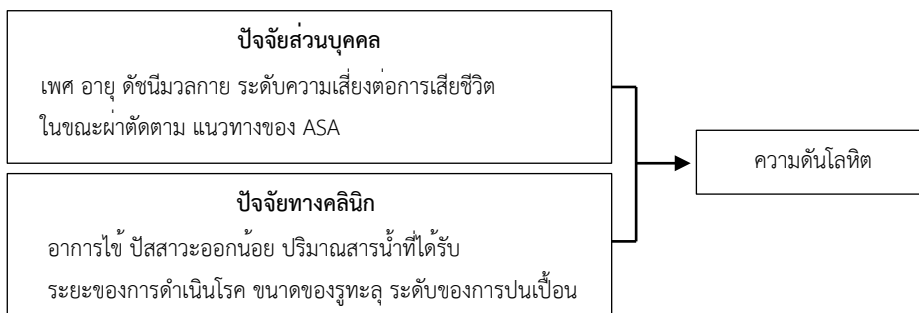 ปัจจัยส่วนบุคคล
เพศ อายุ ดัชนีมวลกาย ระดับความเสี่ยงต่อการเสียชีวิต
ในขณะผ่าตัดตาม แนวทางของ ASA
ความดันโลหิต
ปัจจัยทางคลินิก
อาการไข้ ปัสสาวะออกน้อย ปริมาณสารน้ำที่ได้รับ
ระยะของการดำเนินโรค ขนาดของรูทะลุ ระดับของการปนเปื้อน